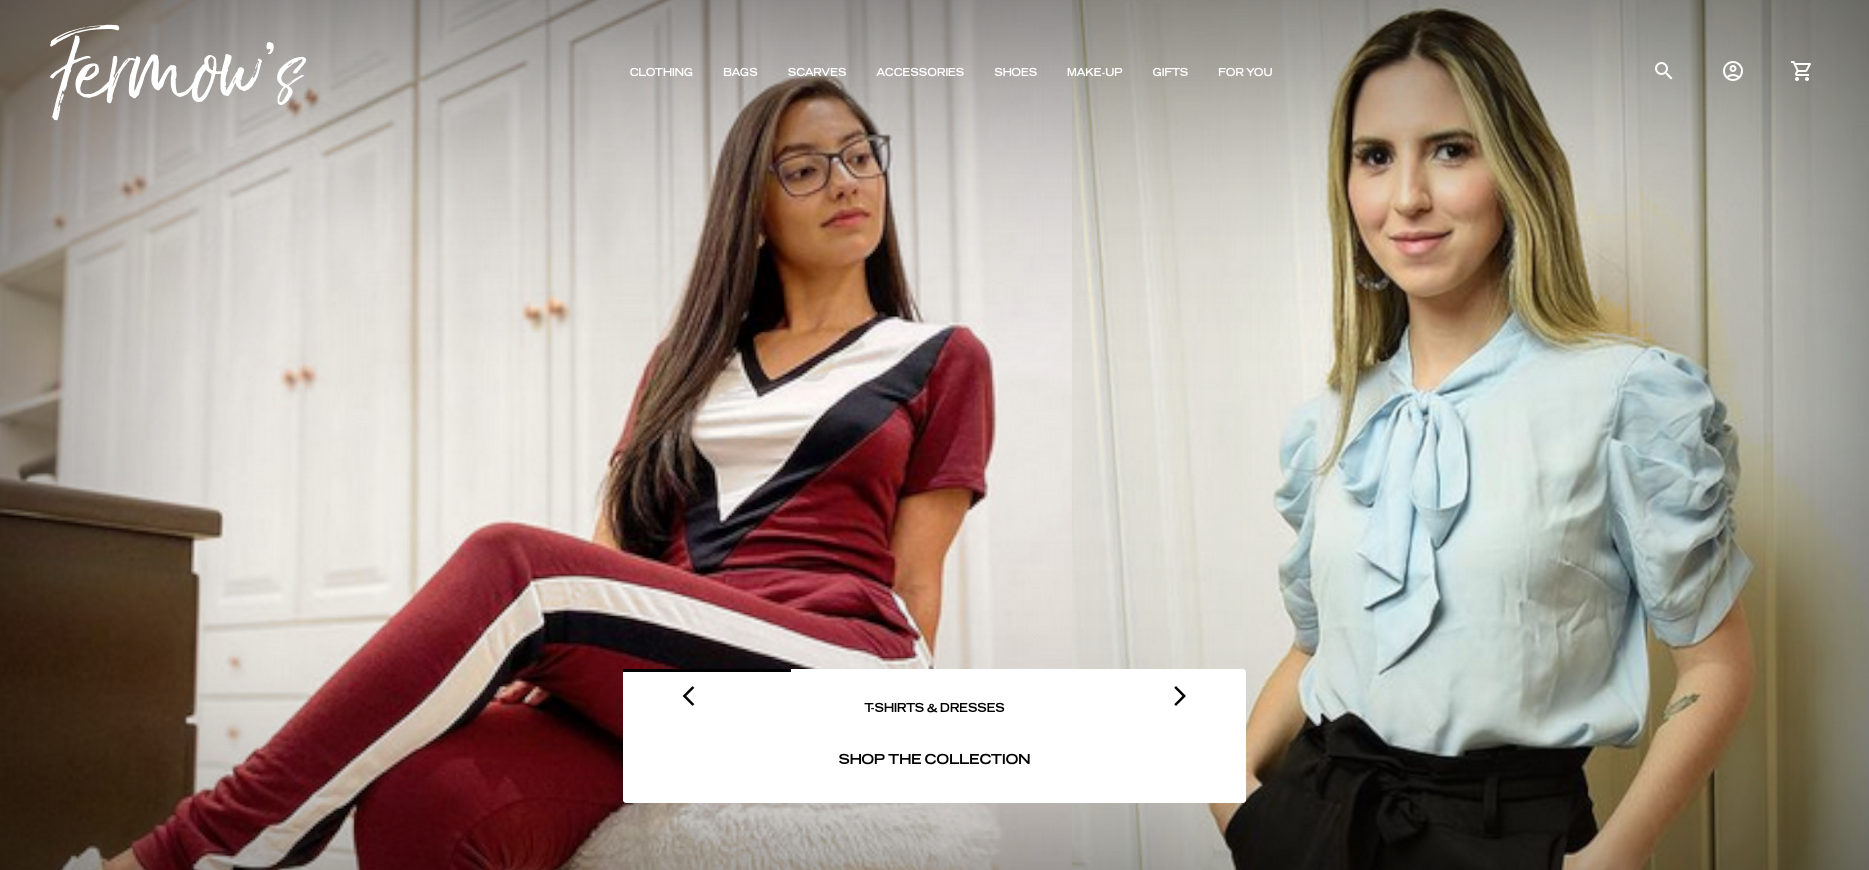 Fermow's
CLOTHING BAGS SCARVES ACCESSORIES SHOES MAKE-UP GIFTS FOR YOU
T-SHIRTS & DRESSES
SHOP THE COLLECTION